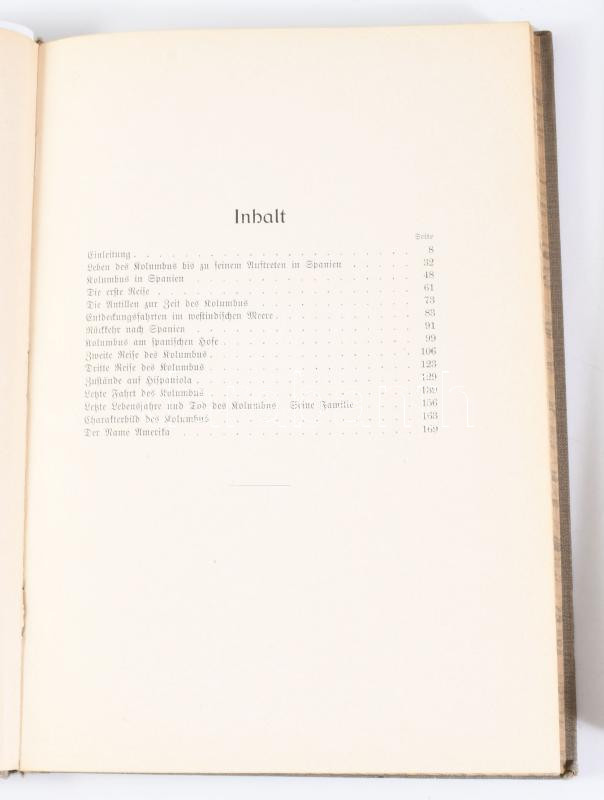 Inhalt
Seite
Einleitung . . . . . . . . . . . . . . . . . . . . 8
Leben des Kolumbus bis zu seinem Auftreten in Spanien . . . . . 32
Kolumbus in Spanien . . . . . . . . . . . . . . . . 48
Die erste Reise . . . . . . . . . . . . . . . . . . 61
Die Antillen zur Zeit des Kolumbus . . . . . . . . . . . 73
Entdeckungsfahrten im westindischen Meere . . . . . . . . . 83
Rückkehr nach Spanien . . . . . . . . . . . . . . . 91
Kolumbus am spanischen Hofe . . . . . . . . . . . . . 99
Zweite Reise des Kolumbus . . . . . . . . . . . . . . 106
Dritte Reise des Kolumbus . . . . . . . . . . . . . . 123
Zustände auf Hispaniola . . . . . . . . . . . . . . . 129
Letzte Fahrt des Kolumbus . . . . . . . . . . . . . . 139
Letzte Lebensjahre und Tod des Kolumbus Seine Familie . . . . 156
Charakterbild des Kolumbus . . . . . . . . . . . . . . 163
Der Name Amerika . . . . . . . . . . . . . . . . . 169